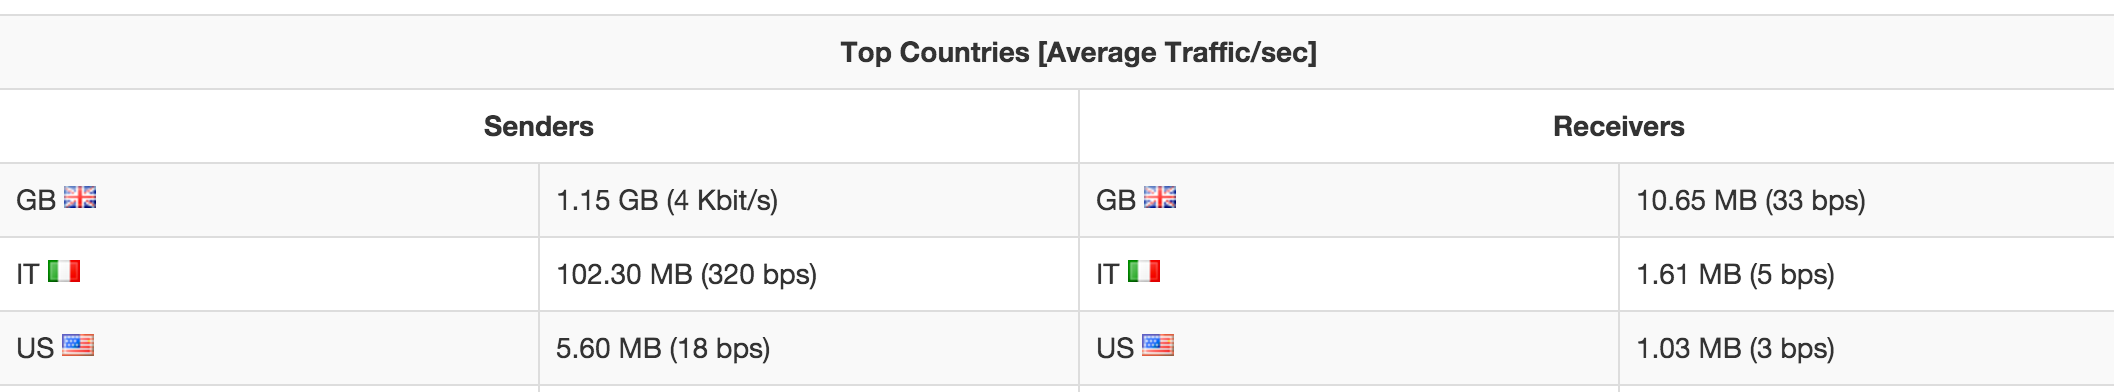 Top Countries [Average Traffic/sec]
Senders Receivers
GB 1.15 GB (4 Kbit/s) GB 10.65 MB (33 bps)
IT 102.30 MB (320 bps) IT 1.61 MB (5 bps)
US 5.60 MB (18 bps) US 1.03 MB (3 bps)